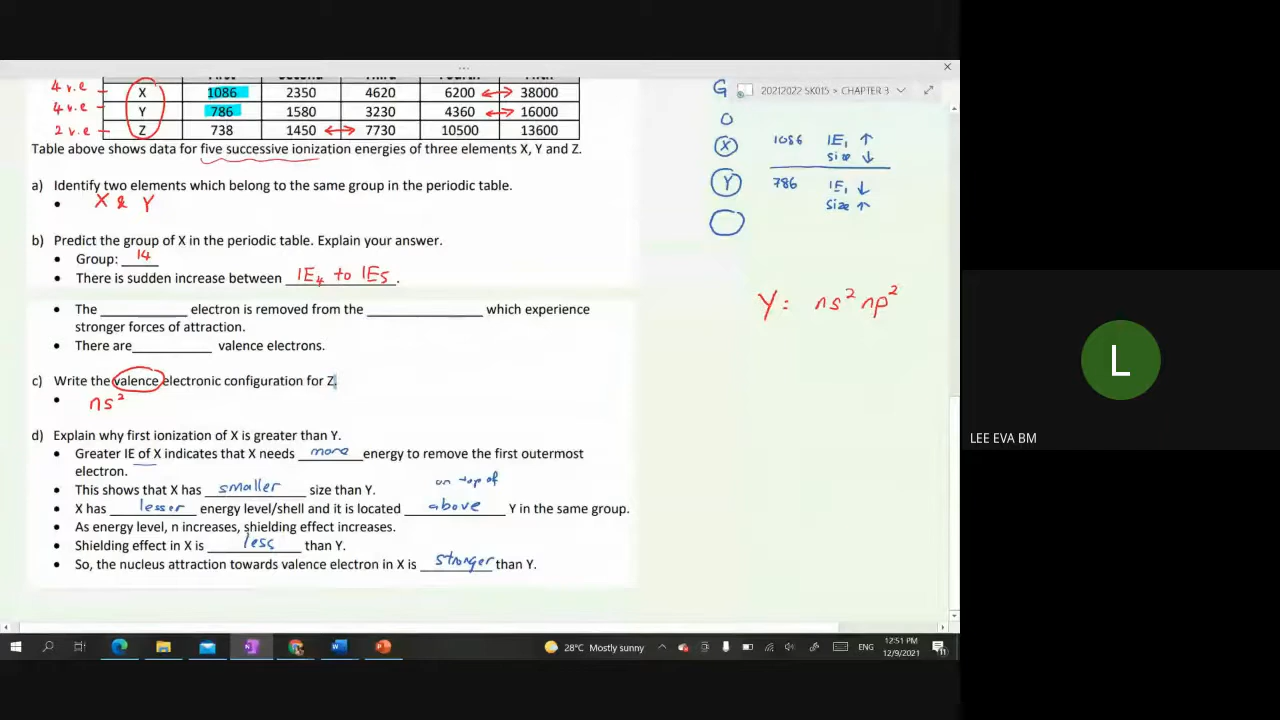 First Second Third Fourth Fifth
4 v.e X 1086 2350 4620 6200 38000
4 v.e Y 786 1580 3230 4360 16000
2 v.e Z 738 1450 7730 10500 13600
Table above shows data for five successive ionization energies of three elements X, Y and Z.
a) Identify two elements which belong to the same group in the periodic table.
• X & Y
b) Predict the group of X in the periodic table. Explain your answer.
• Group: 14
• There is sudden increase between IE4 to IE5.
• The ____________ electron is removed from the ________________ which experience
stronger forces of attraction.
• There are___________ valence electrons.
c) Write the valence electronic configuration for Z.
• ns²
d) Explain why first ionization of X is greater than Y.
• Greater IE of X indicates that X needs more energy to remove the first outermost
electron.
• This shows that X has smaller size than Y.
on top of
• X has lesser energy level/shell and it is located above Y in the same group.
• As energy level, n increases, shielding effect increases.
• Shielding effect in X is less than Y.
• So, the nucleus attraction towards valence electron in X is stronger than Y.
G
20212022 SK015 > CHAPTER 3
X 1086 IE1 ↑
size ↓
Y 786 IE1 ↓
size ↑
Y: ns² np²
L
LEE EVA BM
28°C Mostly sunny
ENG
12:51 PM
12/9/2021